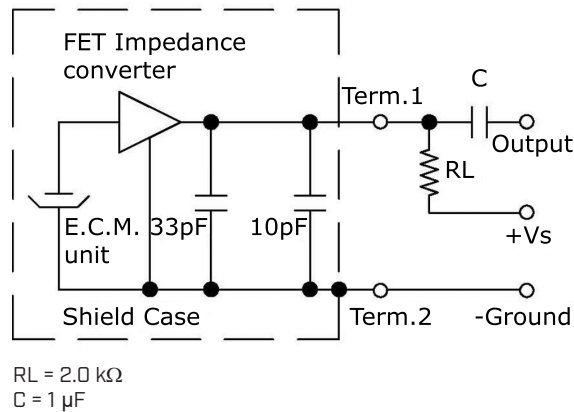 FET Impedance
converter
Term.1
C
Output
RL
+Vs
E.C.M.
unit
33pF
10pF
Shield Case
Term.2
-Ground
RL = 2.0 kΩ
C = 1 µF